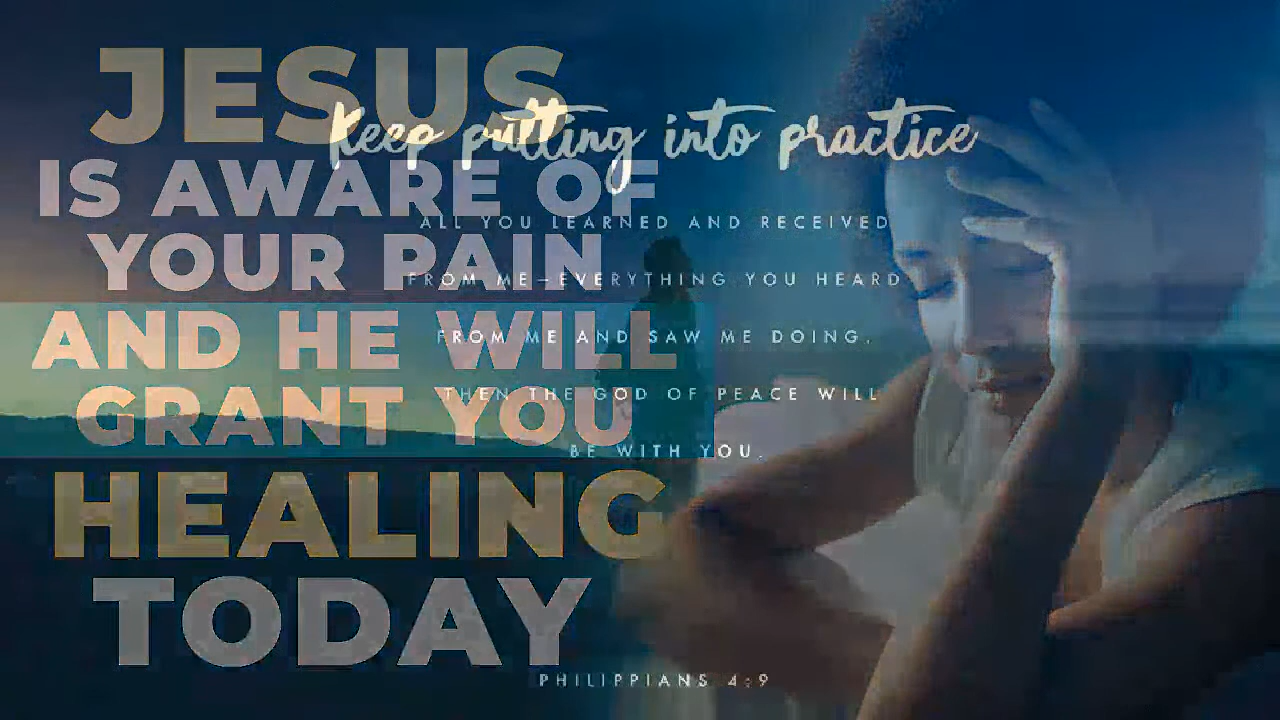 JESUS
IS AWARE OF
YOUR PAIN
AND HE WILL
GRANT YOU
HEALING
TODAY
Keep putting into practice
ALL YOU LEARNED AND RECEIVED
FROM ME—EVERYTHING YOU HEARD
FROM ME AND SAW ME DOING,
THEN THE GOD OF PEACE WILL
BE WITH YOU.
PHILIPPIANS 4:9